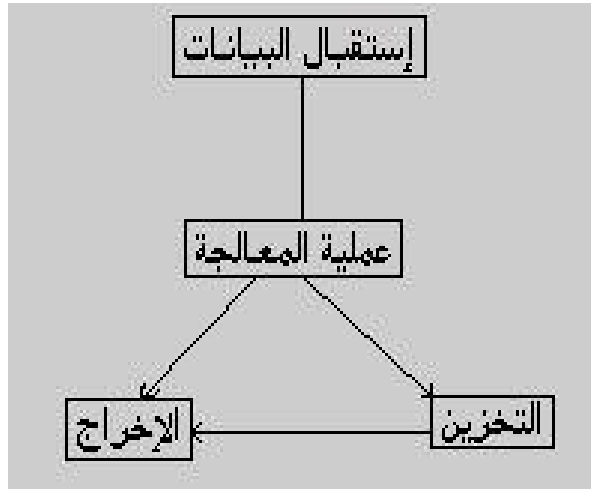 إستقبال البيانات
عملية المعالجة
التخزين
الإخراج